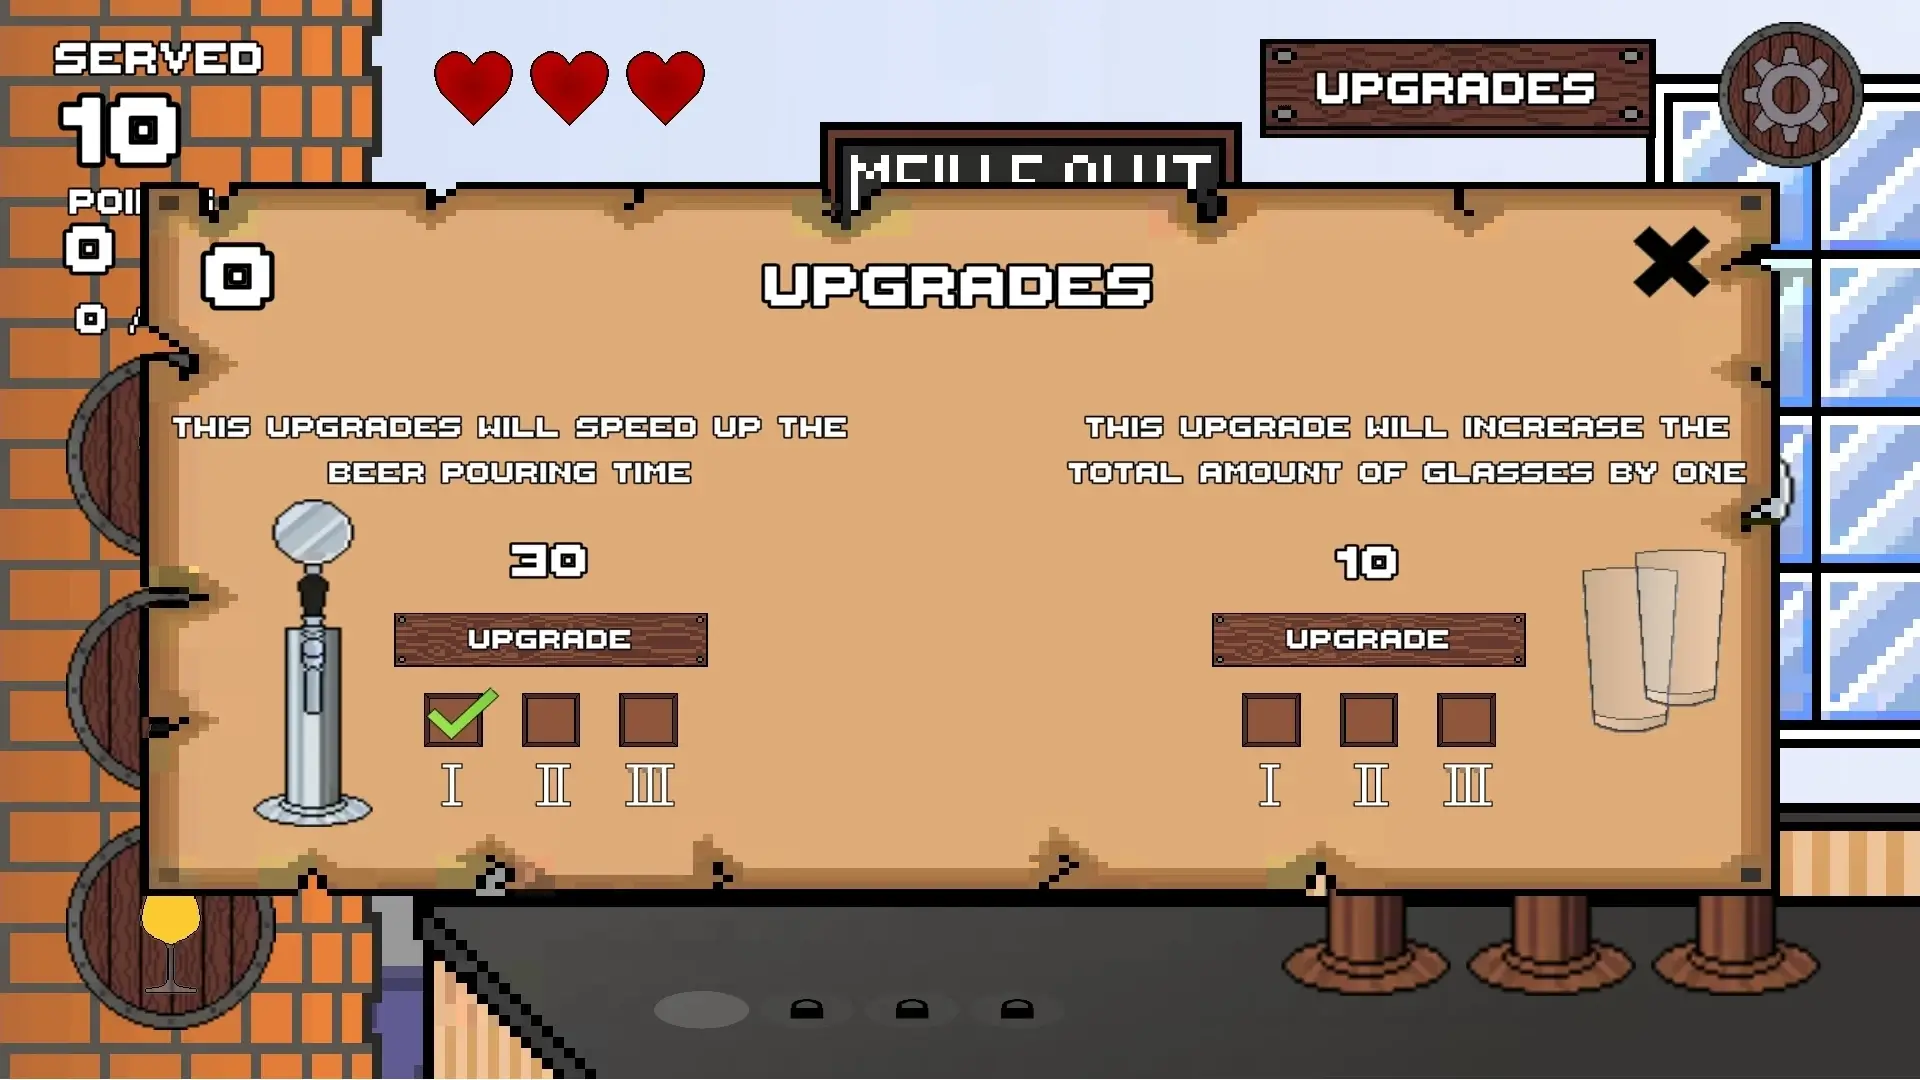 SERVED
10
UPGRADES
0
0
0
UPGRADES
THIS UPGRADES WILL SPEED UP THE
BEER POURING TIME
30
UPGRADE
I II III
THIS UPGRADE WILL INCREASE THE
TOTAL AMOUNT OF GLASSES BY ONE
10
UPGRADE
I II III